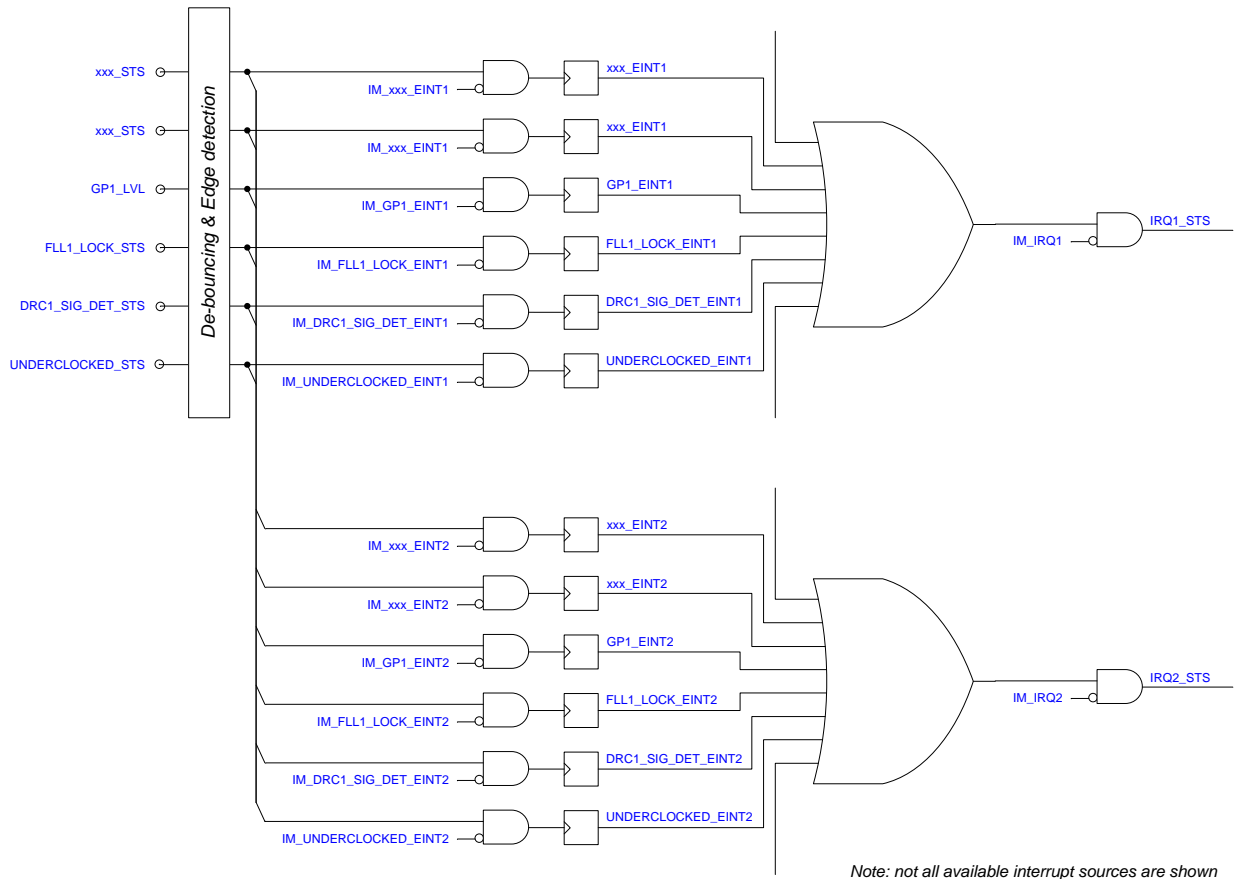 xxx_STS
xxx_STS
GP1_LVL
FLL1_LOCK_STS
DRC1_SIG_DET_STS
UNDERCLOCKED_STS
De-bouncing & Edge detection
IM_xxx_EINT1
xxx_EINT1
IM_xxx_EINT1
xxx_EINT1
IM_GP1_EINT1
GP1_EINT1
IM_FLL1_LOCK_EINT1
FLL1_LOCK_EINT1
IM_DRC1_SIG_DET_EINT1
DRC1_SIG_DET_EINT1
IM_UNDERCLOCKED_EINT1
UNDERCLOCKED_EINT1
IM_IRQ1
IRQ1_STS
IM_xxx_EINT2
xxx_EINT2
IM_xxx_EINT2
xxx_EINT2
IM_GP1_EINT2
GP1_EINT2
IM_FLL1_LOCK_EINT2
FLL1_LOCK_EINT2
IM_DRC1_SIG_DET_EINT2
DRC1_SIG_DET_EINT2
IM_UNDERCLOCKED_EINT2
UNDERCLOCKED_EINT2
IM_IRQ2
IRQ2_STS
Note: not all available interrupt sources are shown